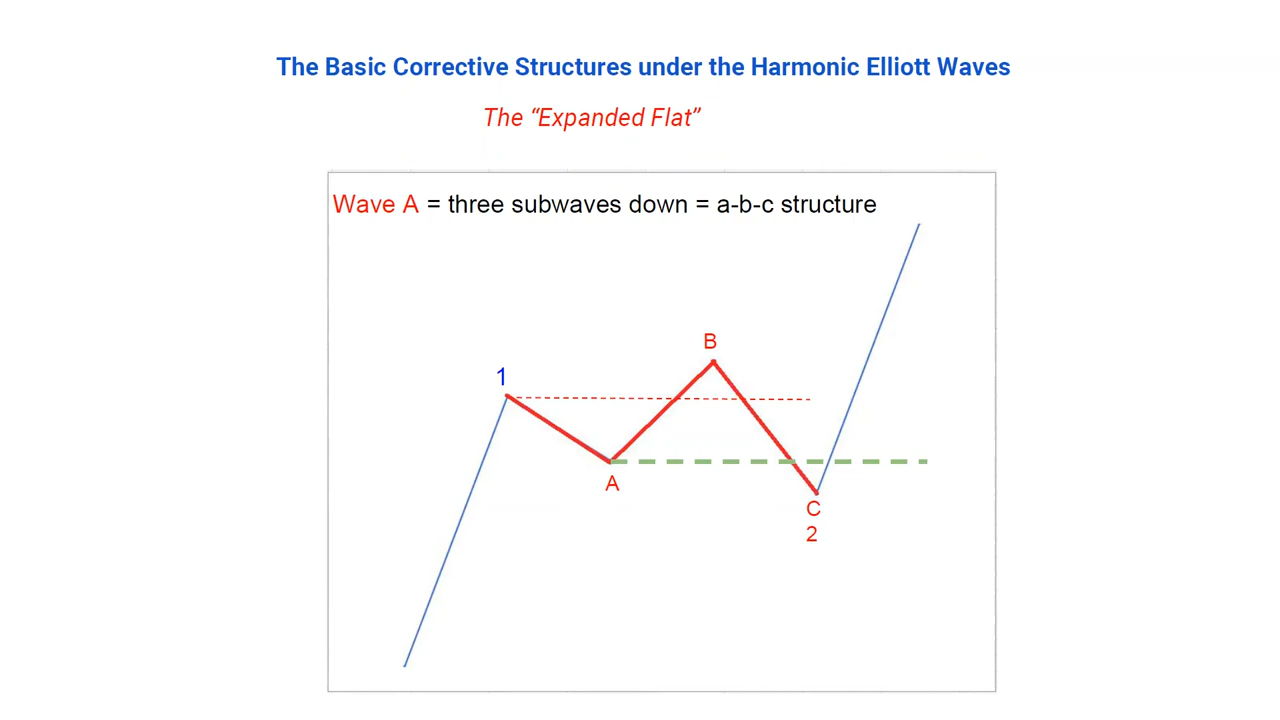 The Basic Corrective Structures under the Harmonic Elliott Waves
The “Expanded Flat”
Wave A = three subwaves down = a-b-c structure
B
1
A
C
2